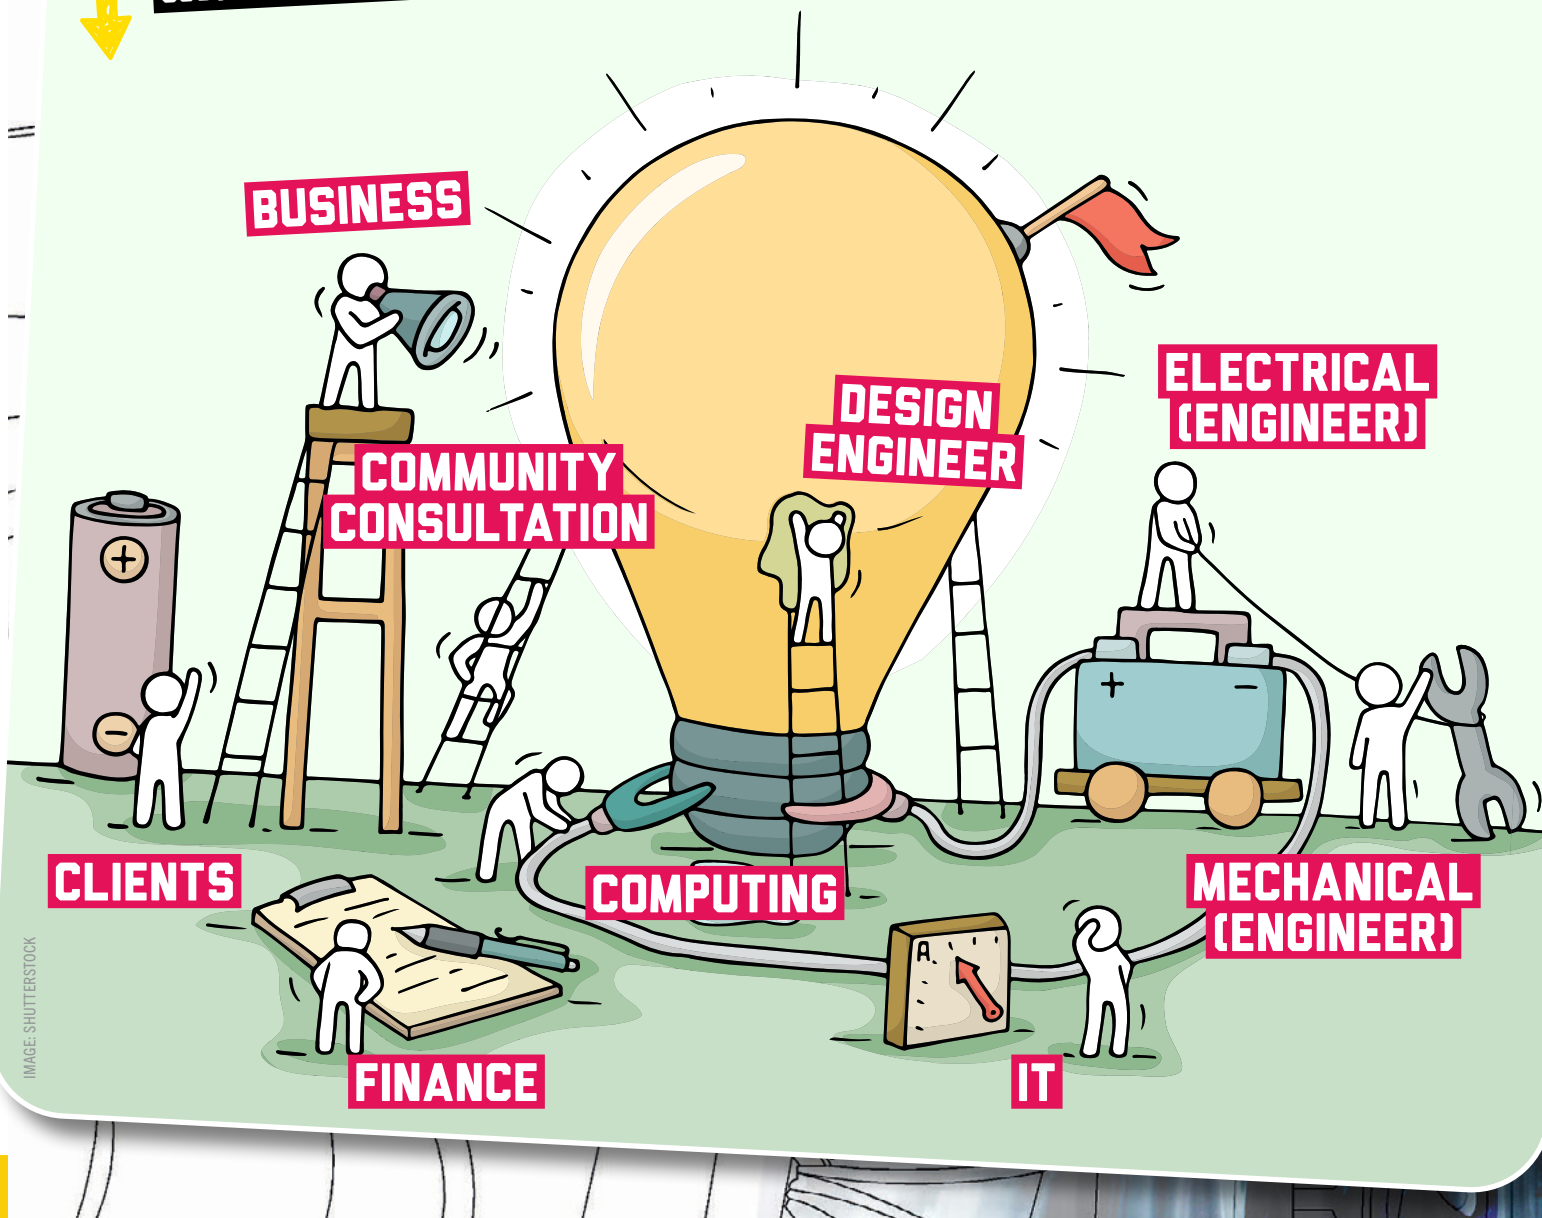 BUSINESS
ELECTRICAL
(ENGINEER)
DESIGN
ENGINEER
COMMUNITY
CONSULTATION
+
-
+ -
CLIENTS
COMPUTING
MECHANICAL
(ENGINEER)
A
FINANCE
IT
IMAGE: SHUTTERSTOCK